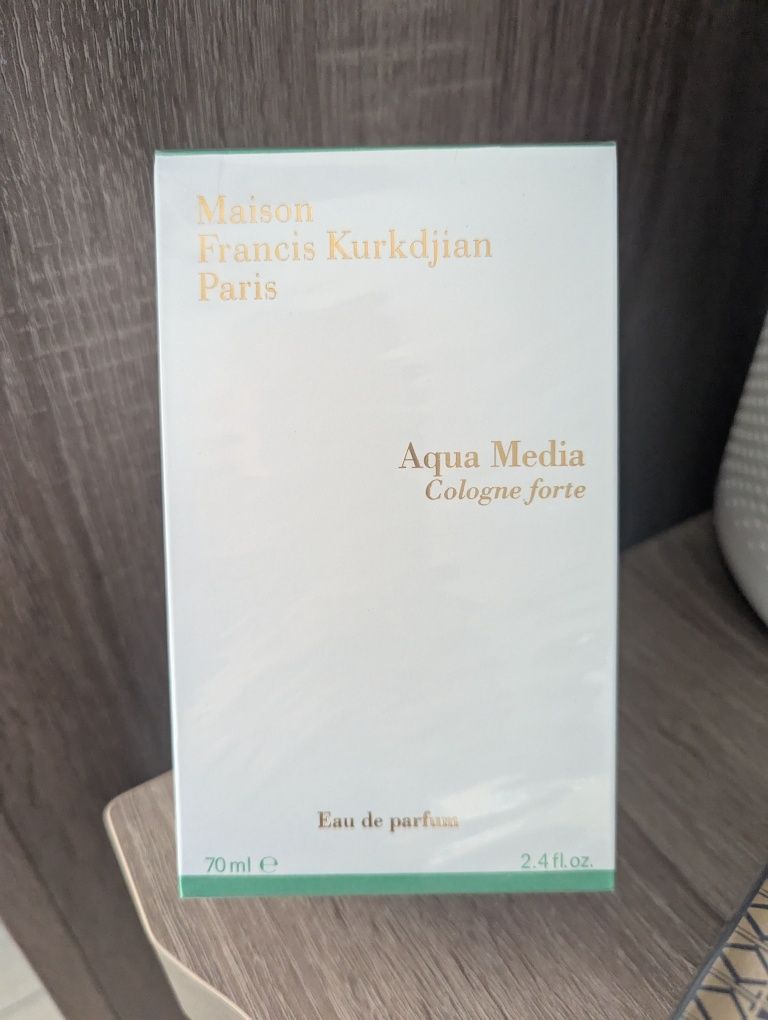 Maison
Francis Kurkdjian
Paris
Aqua Media
Cologne forte
Eau de parfum
70 ml ℮
2.4 fl. oz.